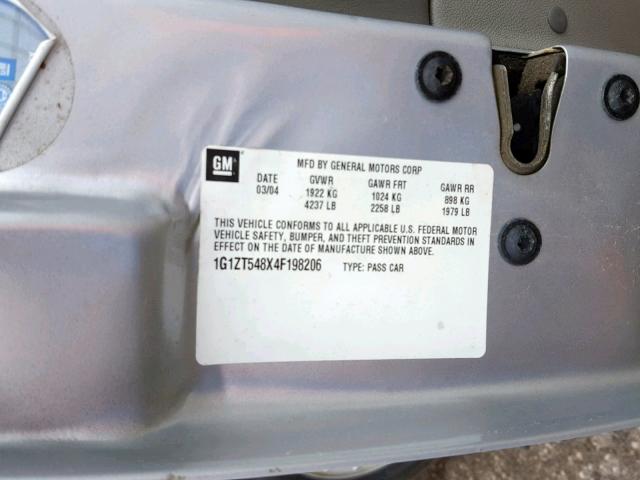 GM MFD BY GENERAL MOTORS CORP
DATE GVWR GAWR FRT GAWR RR
03/04 1922 KG 1024 KG 898 KG
4237 LB 2258 LB 1979 LB
THIS VEHICLE CONFORMS TO ALL APPLICABLE U.S. FEDERAL MOTOR
VEHICLE SAFETY, BUMPER, AND THEFT PREVENTION STANDARDS IN
EFFECT ON THE DATE OF MANUFACTURE SHOWN ABOVE.
1G1ZT548X4F198206 TYPE: PASS CAR